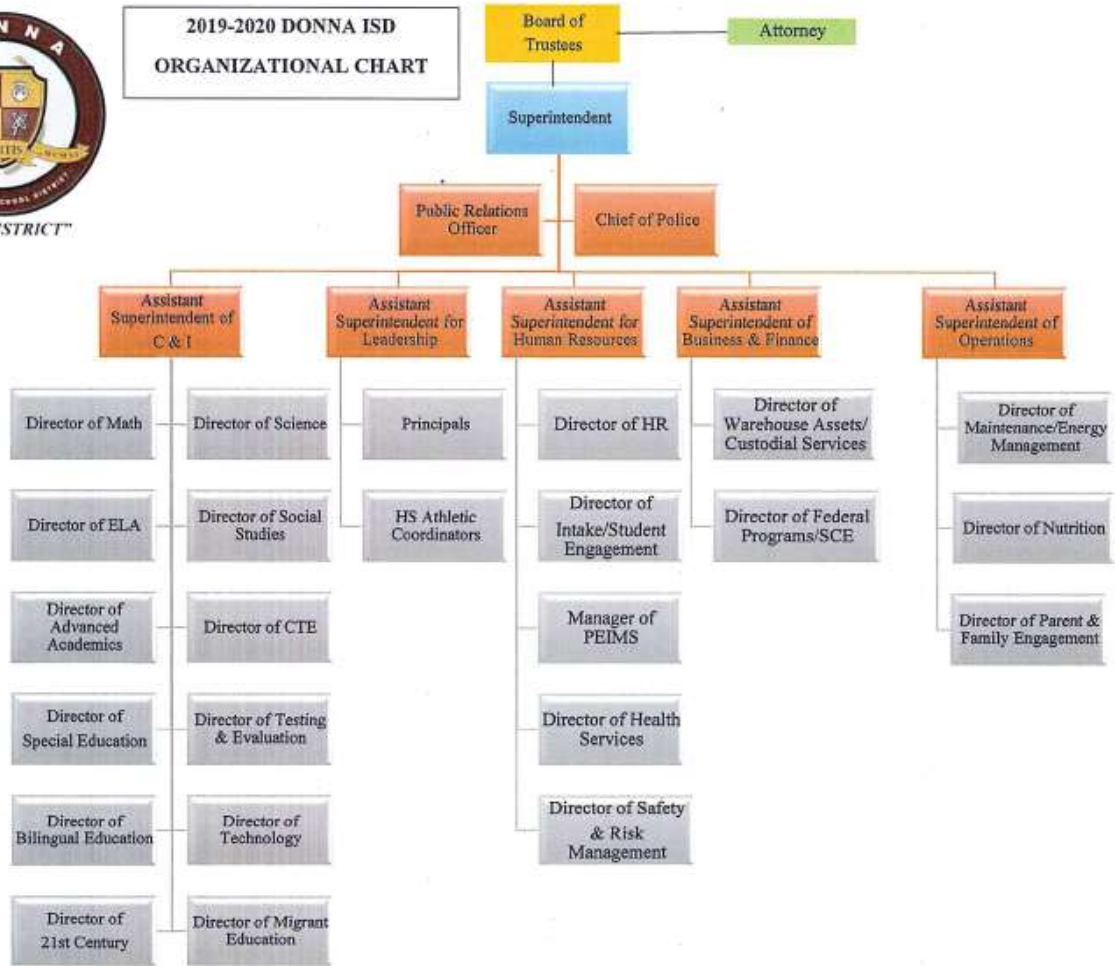 NNA
ITIS
MCMXI
SCHOOL DISTRICT
STRICT"
2019-2020 DONNA ISD
ORGANIZATIONAL CHART
Board of
Trustees
Attorney
Superintendent
Public Relations
Officer
Chief of Police
Assistant
Superintendent of
C & I
Assistant
Superintendent for
Leadership
Assistant
Superintendent for
Human Resources
Assistant
Superintendent of
Business & Finance
Assistant
Superintendent of
Operations
Director of Math
Director of Science
Director of ELA
Director of Social
Studies
Director of
Advanced
Academics
Director of CTE
Director of
Special Education
Director of Testing
& Evaluation
Director of
Bilingual Education
Director of
Technology
Director of
21st Century
Director of Migrant
Education
Principals
HS Athletic
Coordinators
Director of HR
Director of
Intake/Student
Engagement
Manager of
PEIMS
Director of Health
Services
Director of Safety
& Risk
Management
Director of
Warehouse Assets/
Custodial Services
Director of Federal
Programs/SCE
Director of
Maintenance/Energy
Management
Director of Nutrition
Director of Parent &
Family Engagement